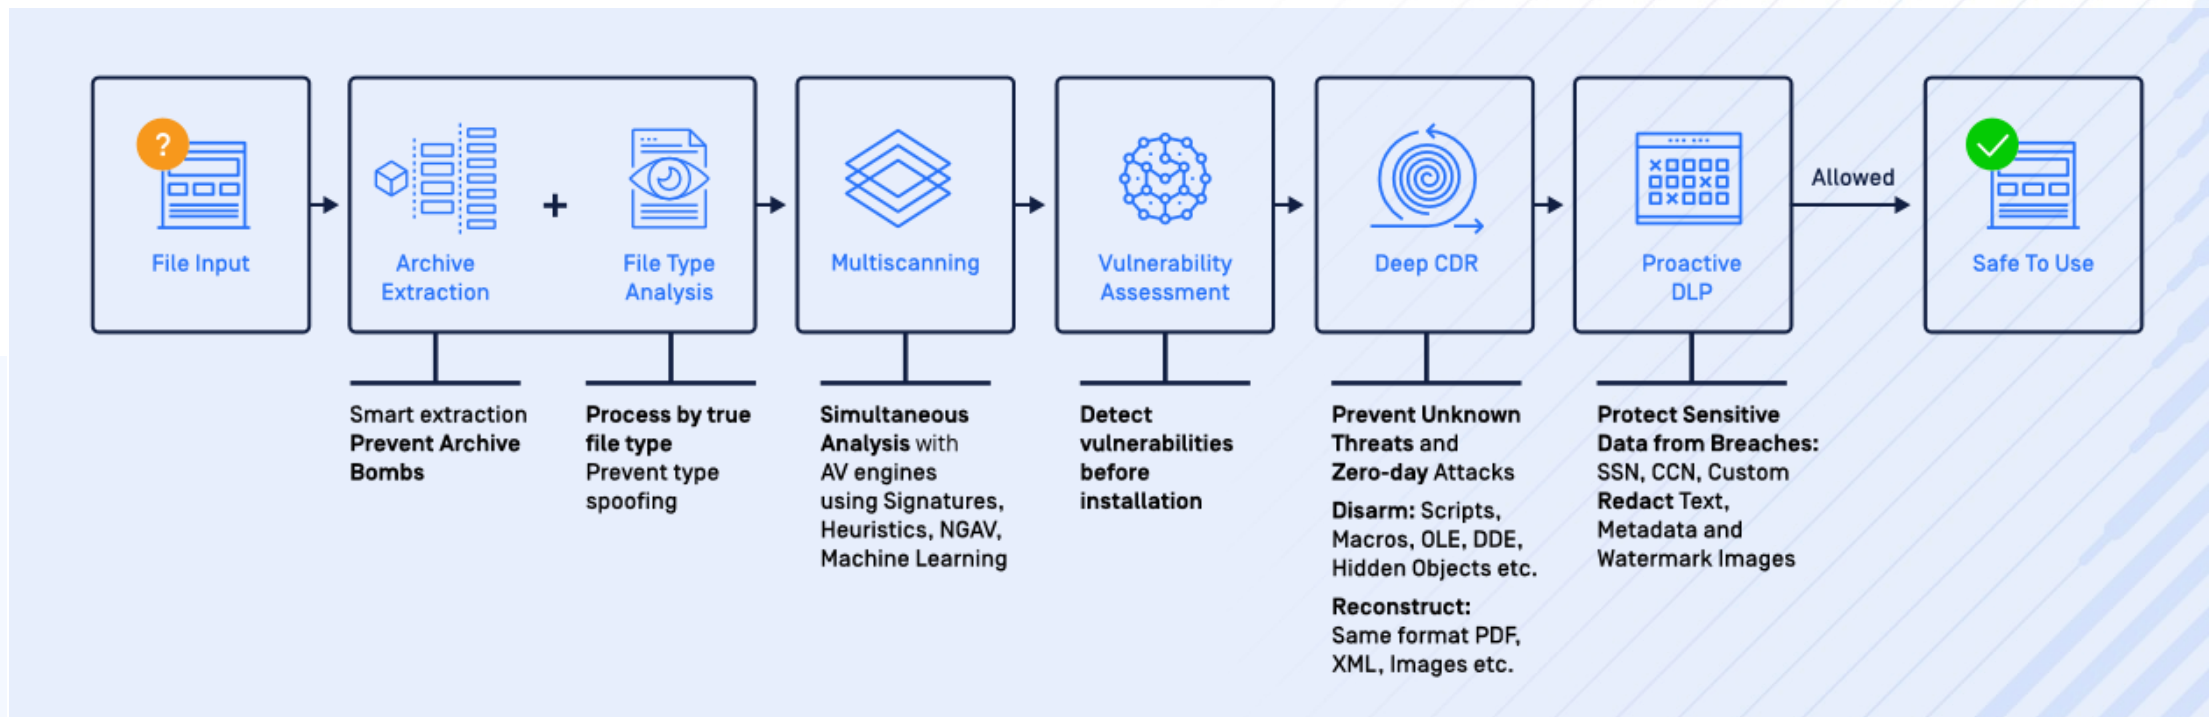 ?
File Input
Archive
Extraction
+
File Type
Analysis
Multiscanning
Vulnerability
Assessment
Deep CDR
Proactive
DLP
Allowed
Safe To Use
Smart extraction
Prevent Archive
Bombs
Process by true
file type
Prevent type
spoofing
Simultaneous
Analysis with
AV engines
using Signatures,
Heuristics, NGAV,
Machine Learning
Detect
vulnerabilities
before
installation
Prevent Unknown
Threats and
Zero-day Attacks
Disarm: Scripts,
Macros, OLE, DDE,
Hidden Objects etc.
Reconstruct:
Same format PDF,
XML, Images etc.
Protect Sensitive
Data from Breaches:
SSN, CCN, Custom
Redact Text,
Metadata and
Watermark Images